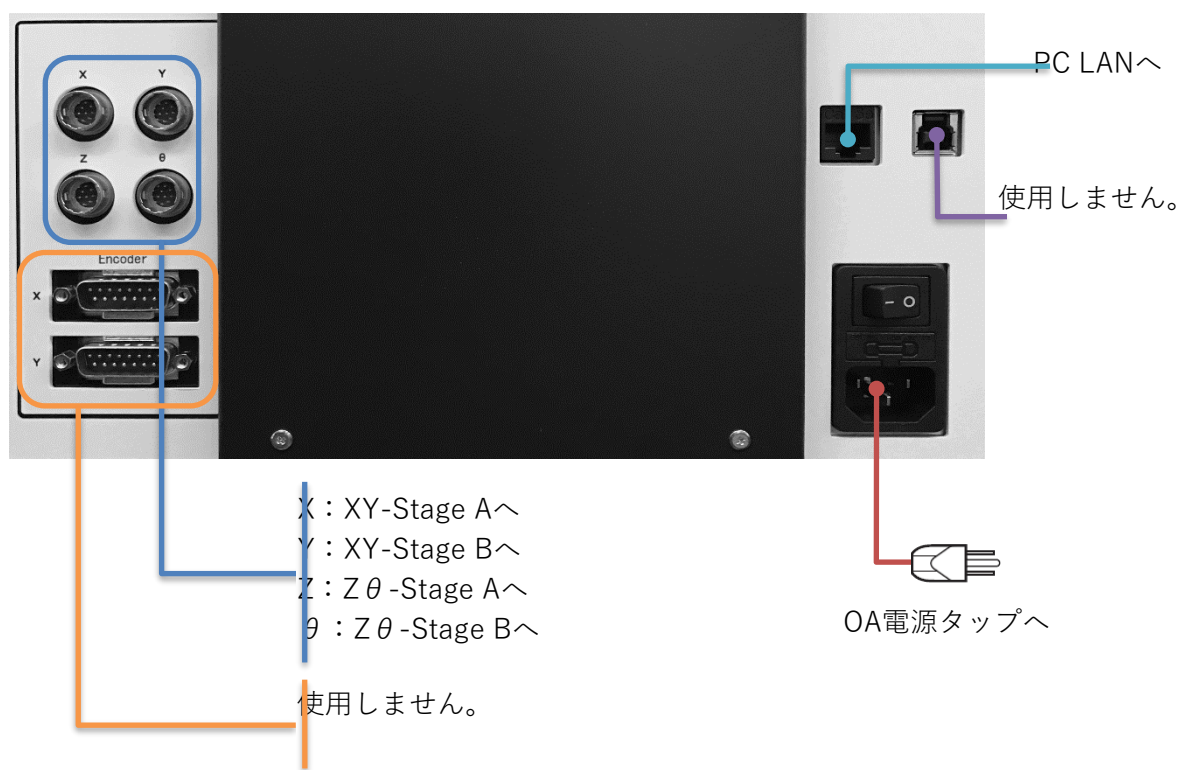 X Y
Z θ
Encoder
X
Y
PC LANへ
使用しません。
X：XY-Stage Aへ
Y：XY-Stage Bへ
Z：Zθ-Stage Aへ
θ：Zθ-Stage Bへ
使用しません。
OA電源タップへ